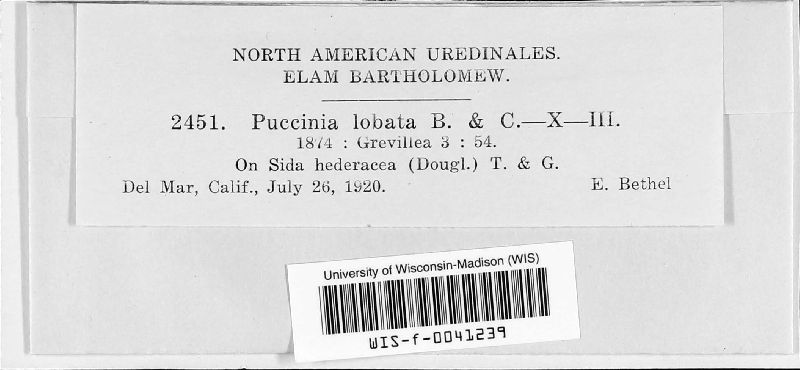 NORTH AMERICAN UREDINALES.
ELAM BARTHOLOMEW.
2451. Puccinia lobata B. & C.—X—III.
1874 : Grevillea 3 : 54.
On Sida hederacea (Dougl.) T. & G.
Del Mar, Calif., July 26, 1920. E. Bethel
University of Wisconsin-Madison (WIS)
WIS-f-0041239